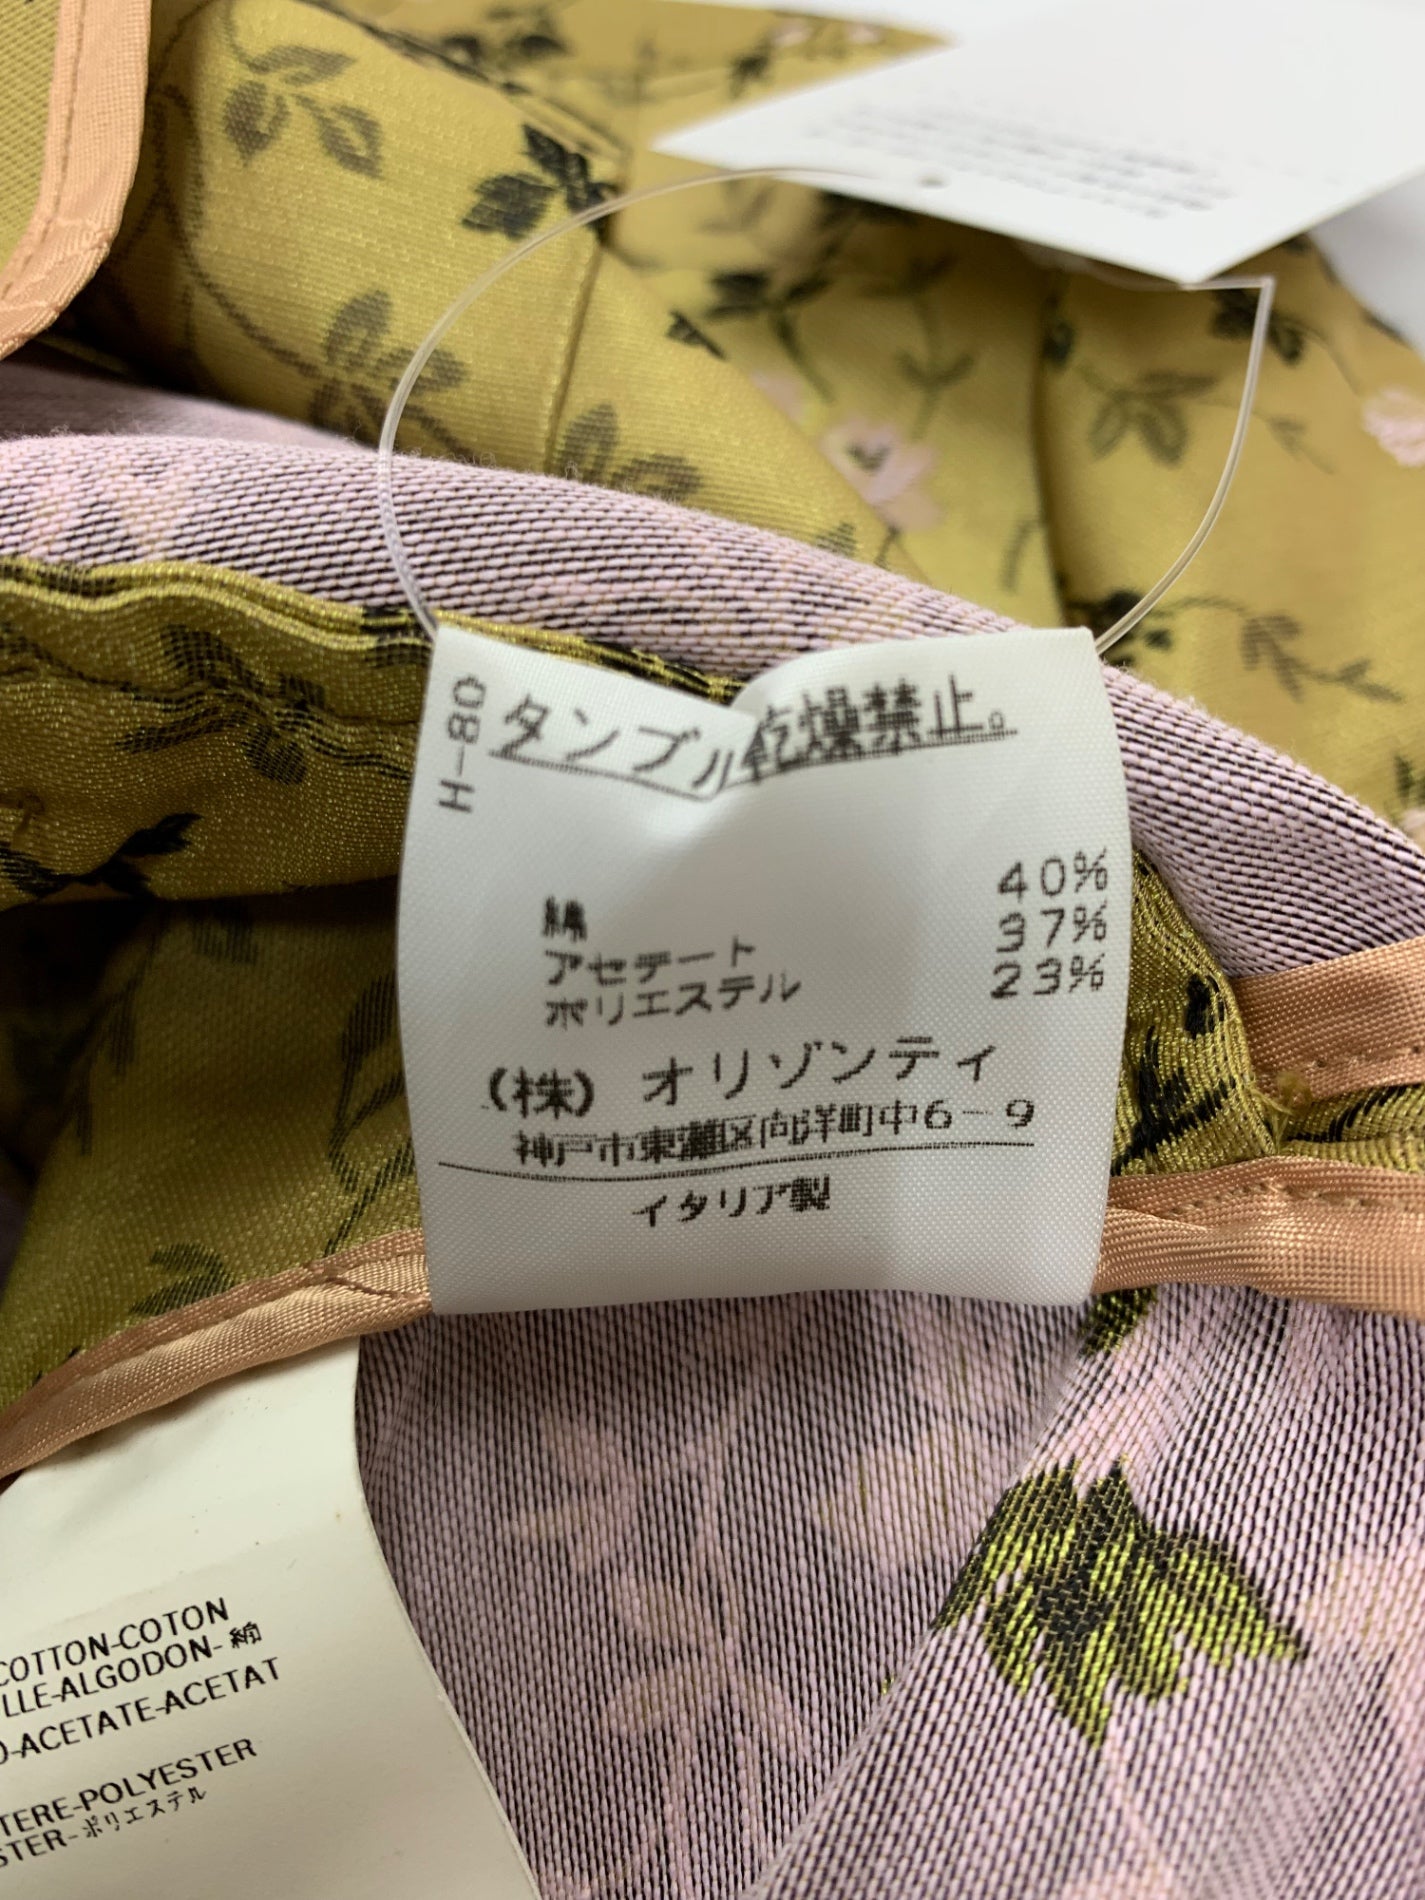 H-80
タンブル乾燥禁止。
綿 40%
アセテート 37%
ポリエステル 23%
(株) オリゾンティ
神戸市東灘区向洋町中6-9
イタリア製
COTTON-COTON
LLE-ALGODON-綿
O-ACETATE-ACETAT
TERE-POLYESTER
STER-ポリエステル